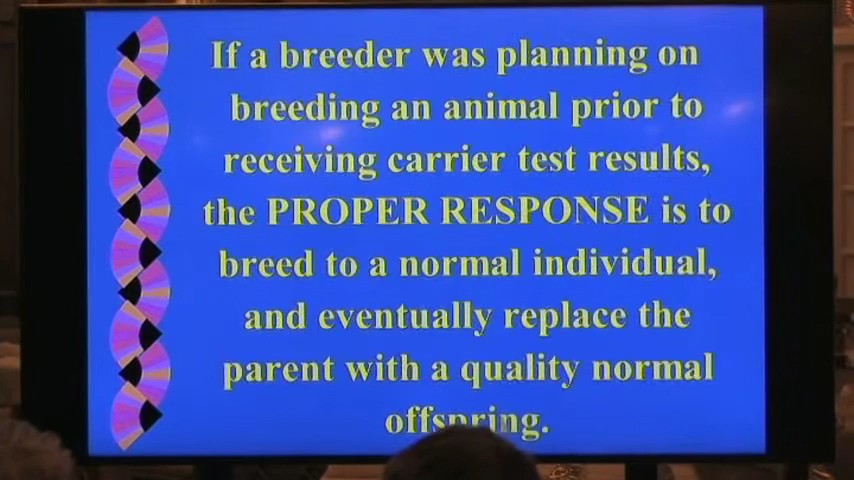 If a breeder was planning on
breeding an animal prior to
receiving carrier test results,
the PROPER RESPONSE is to
breed to a normal individual,
and eventually replace the
parent with a quality normal
offspring.